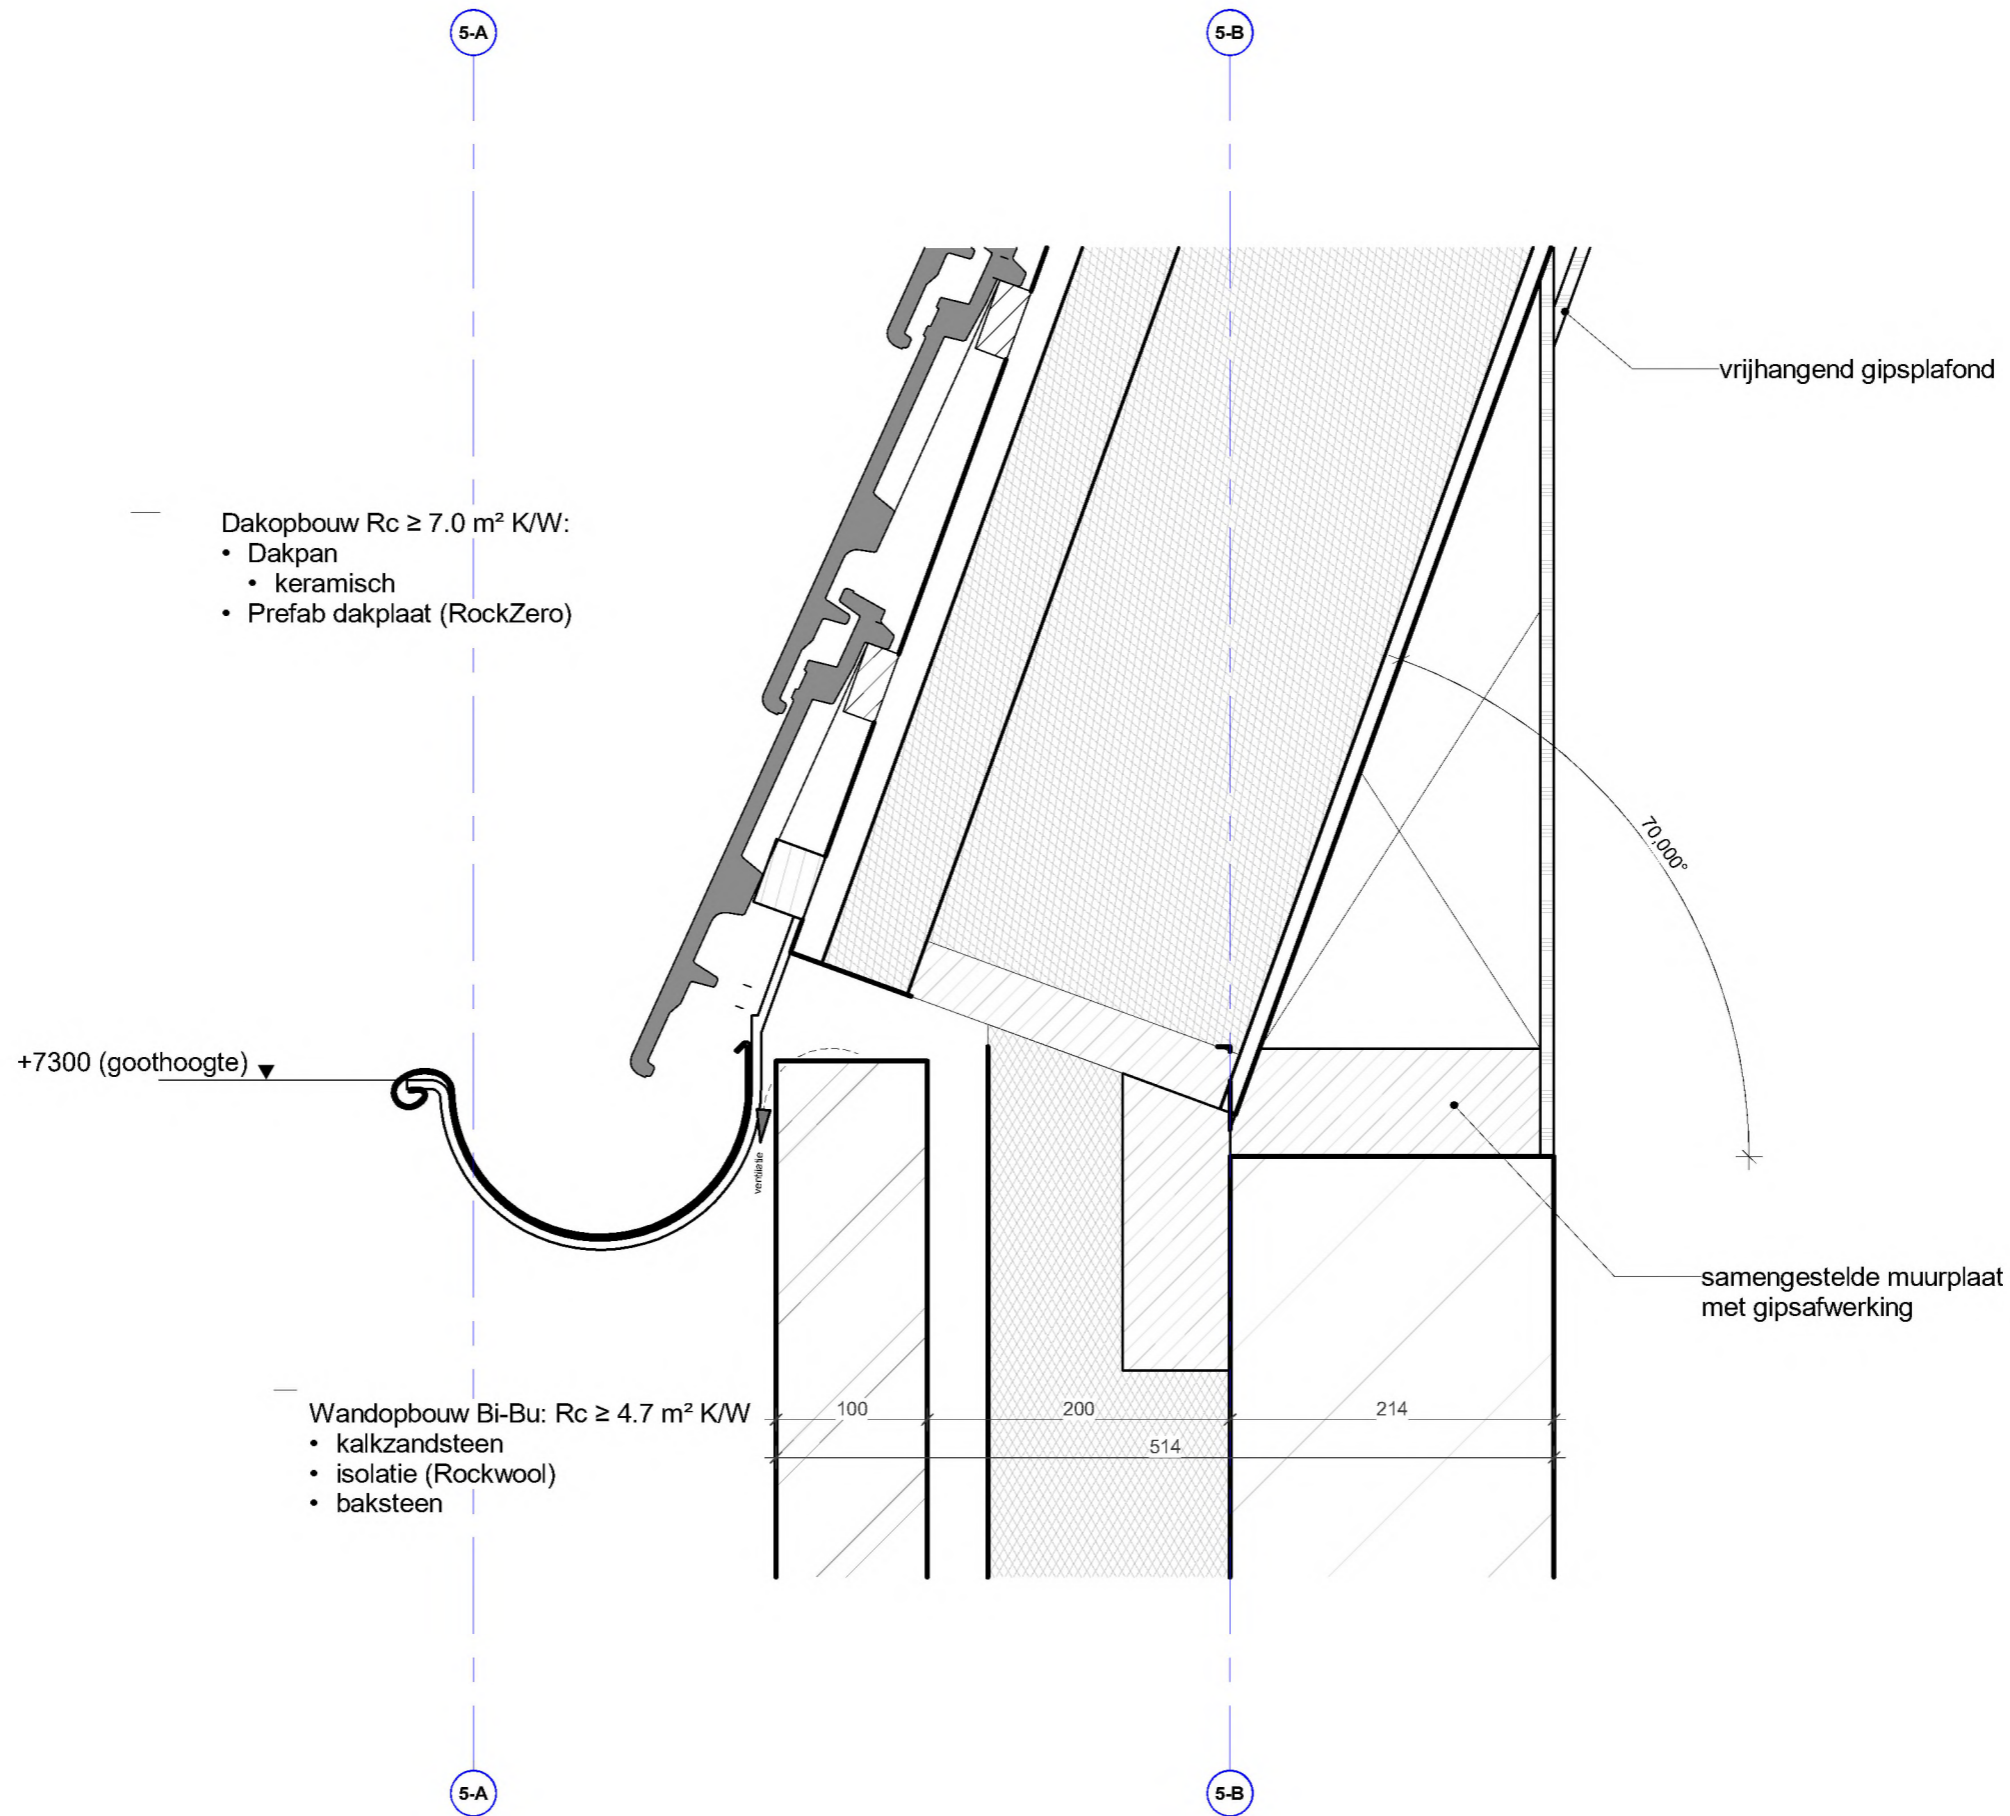 5-A
5-B
vrijhangend gipsplafond
Dakopbouw Rc ≥ 7.0 m² K/W:
• Dakpan
• keramisch
• Prefab dakplaat (RockZero)
70,000°
+7300 (goothoogte)
ventilatie
samengestelde muurplaat
met gipsafwerking
Wandopbouw Bi-Bu: Rc ≥ 4.7 m² K/W
• kalkzandsteen
• isolatie (Rockwool)
• baksteen
100
200
214
514
5-A
5-B